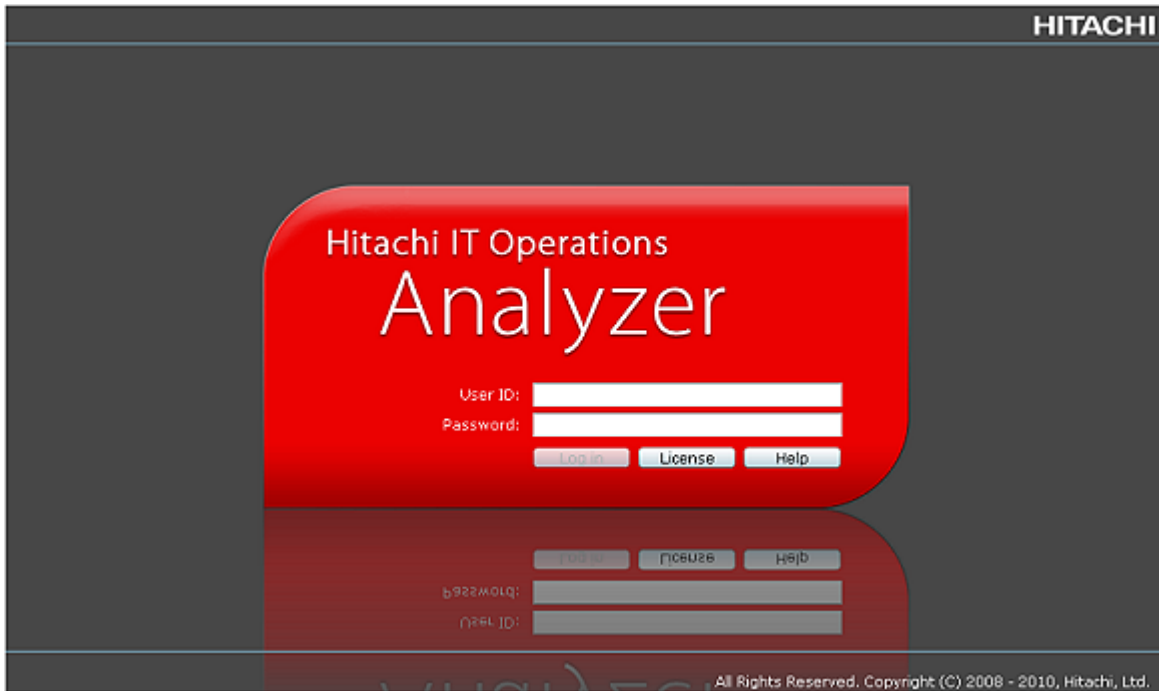 HITACHI
Hitachi IT Operations
Analyzer
User ID:
Password:
Log in License Help
All Rights Reserved. Copyright (C) 2008 - 2010, Hitachi, Ltd.